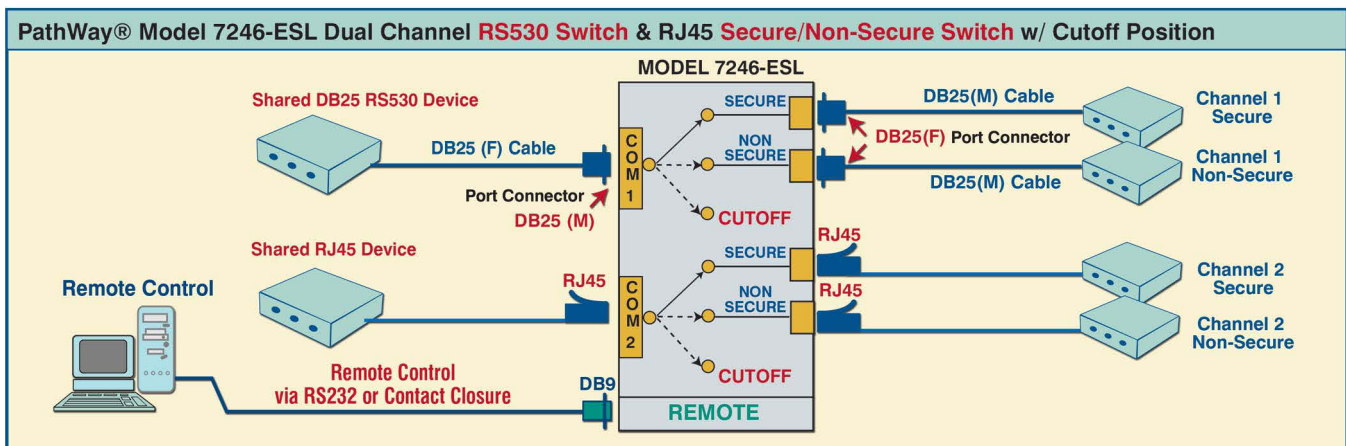 PathWay® Model 7246-ESL Dual Channel RS530 Switch & RJ45 Secure/Non-Secure Switch w/ Cutoff Position
MODEL 7246-ESL
Shared DB25 RS530 Device
DB25 (F) Cable
Port Connector
DB25 (M)
COM 1
SECURE
NON
SECURE
CUTOFF
DB25(M) Cable
DB25(F) Port Connector
DB25(M) Cable
Channel 1
Secure
Channel 1
Non-Secure
Shared RJ45 Device
RJ45
COM 2
SECURE
NON
SECURE
CUTOFF
RJ45
RJ45
Channel 2
Secure
Channel 2
Non-Secure
Remote Control
Remote Control
via RS232 or Contact Closure
DB9
REMOTE